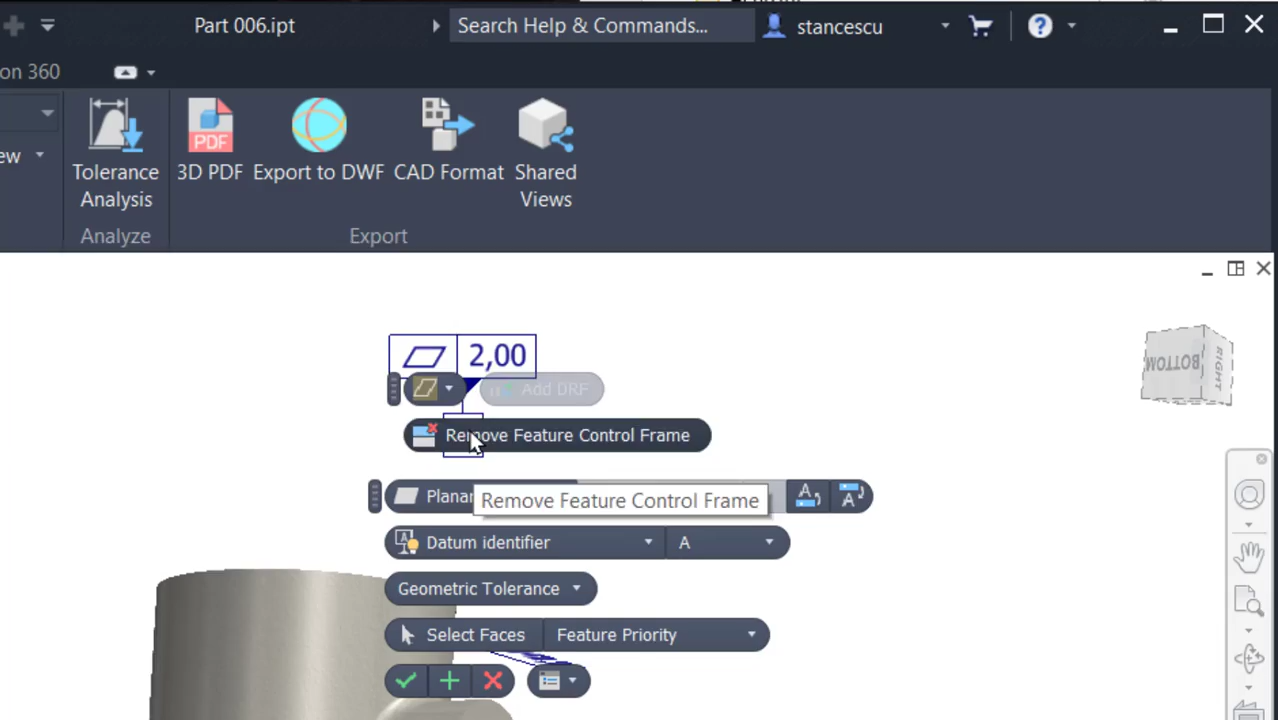 Part 006.ipt
Search Help & Commands...
stancescu
on 360
ew
Tolerance
Analysis
PDF
3D PDF
Export to DWF
CAD Format
Shared
Views
Analyze
Export
2,00
Add DRF
Remove Feature Control Frame
Planar
Remove Feature Control Frame
Datum identifier
A
Geometric Tolerance
Select Faces
Feature Priority
BOTTOM
RIGHT